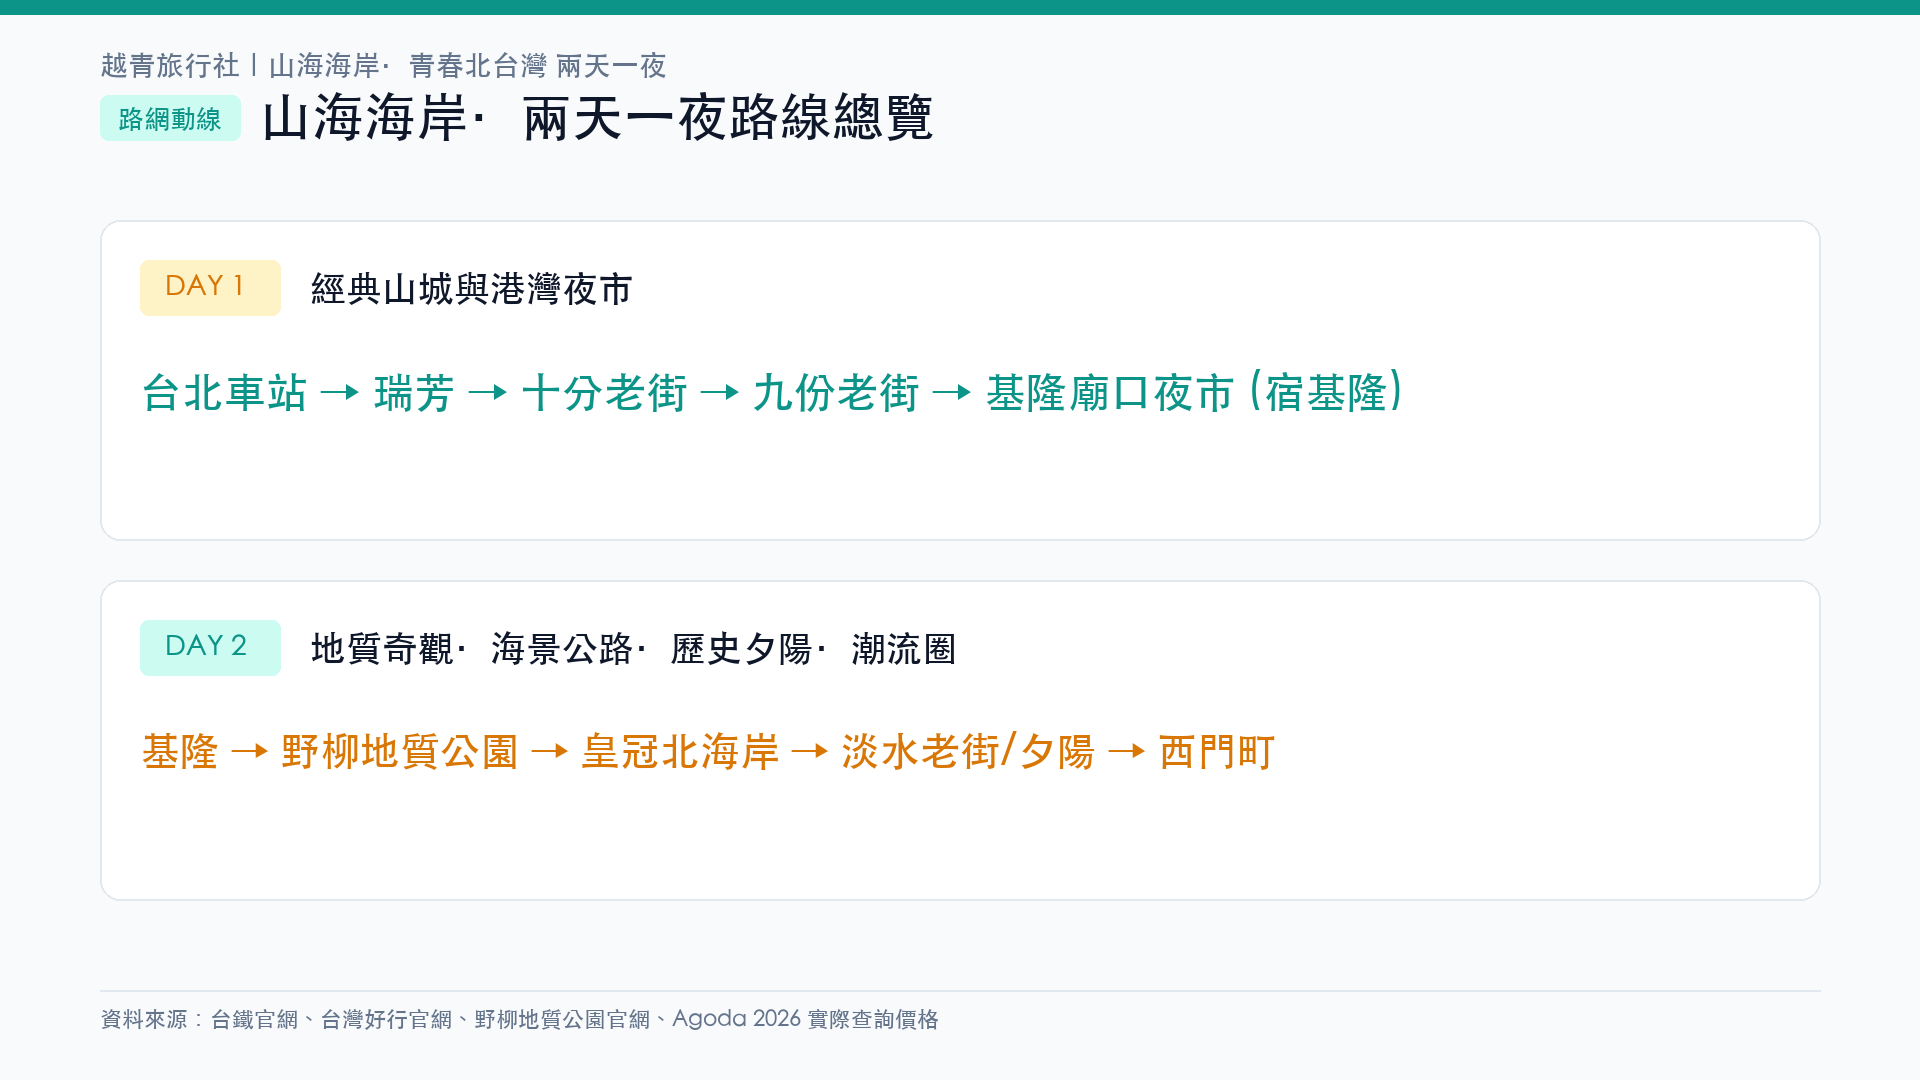 越青旅行社 | 山海海岸·青春北台灣 兩天一夜
路網動線 山海海岸·兩天一夜路線總覽
DAY 1 經典山城與港灣夜市
台北車站 → 瑞芳 → 十分老街 → 九份老街 → 基隆廟口夜市 (宿基隆)
DAY 2 地質奇觀·海景公路·歷史夕陽·潮流圈
基隆 → 野柳地質公園 → 皇冠北海岸 → 淡水老街/夕陽 → 西門町
資料來源：台鐵官網、台灣好行官網、野柳地質公園官網、Agoda 2026 實際查詢價格